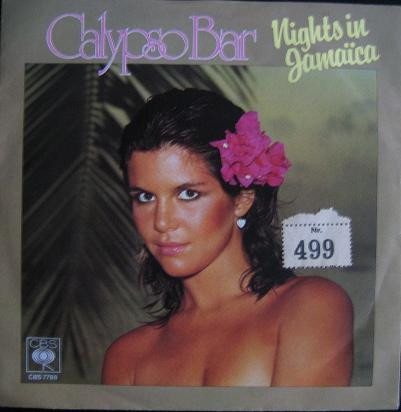 Calypso Bar
Nights in
Jamaïca
Nr.
499
CBS
CBS 7786